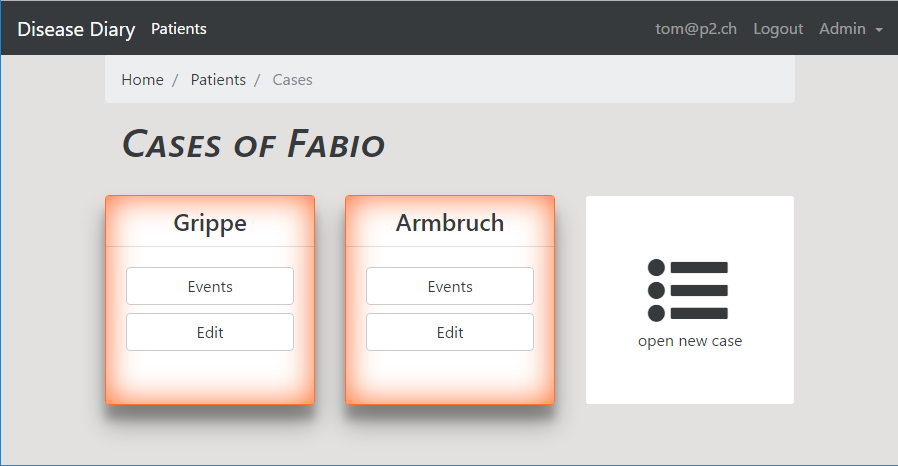 Disease Diary Patients tom@p2.ch Logout Admin
Home / Patients / Cases
Cases of Fabio
Grippe Armbruch
Events Events
Edit Edit
open new case